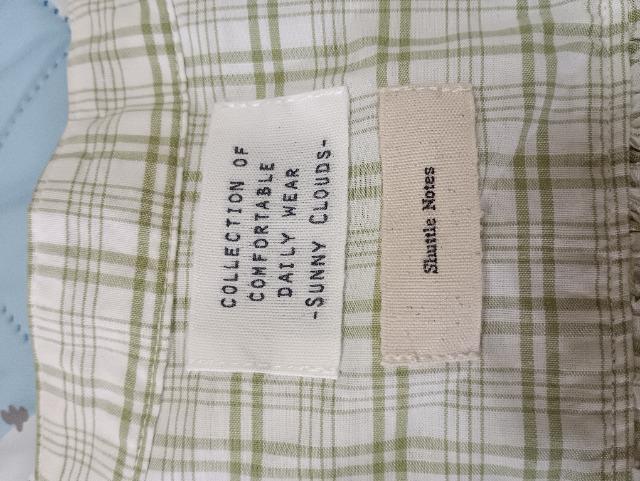 COLLECTION OF
COMFORTABLE
DAILY WEAR
-SUNNY CLOUDS-
Shuttle Notes